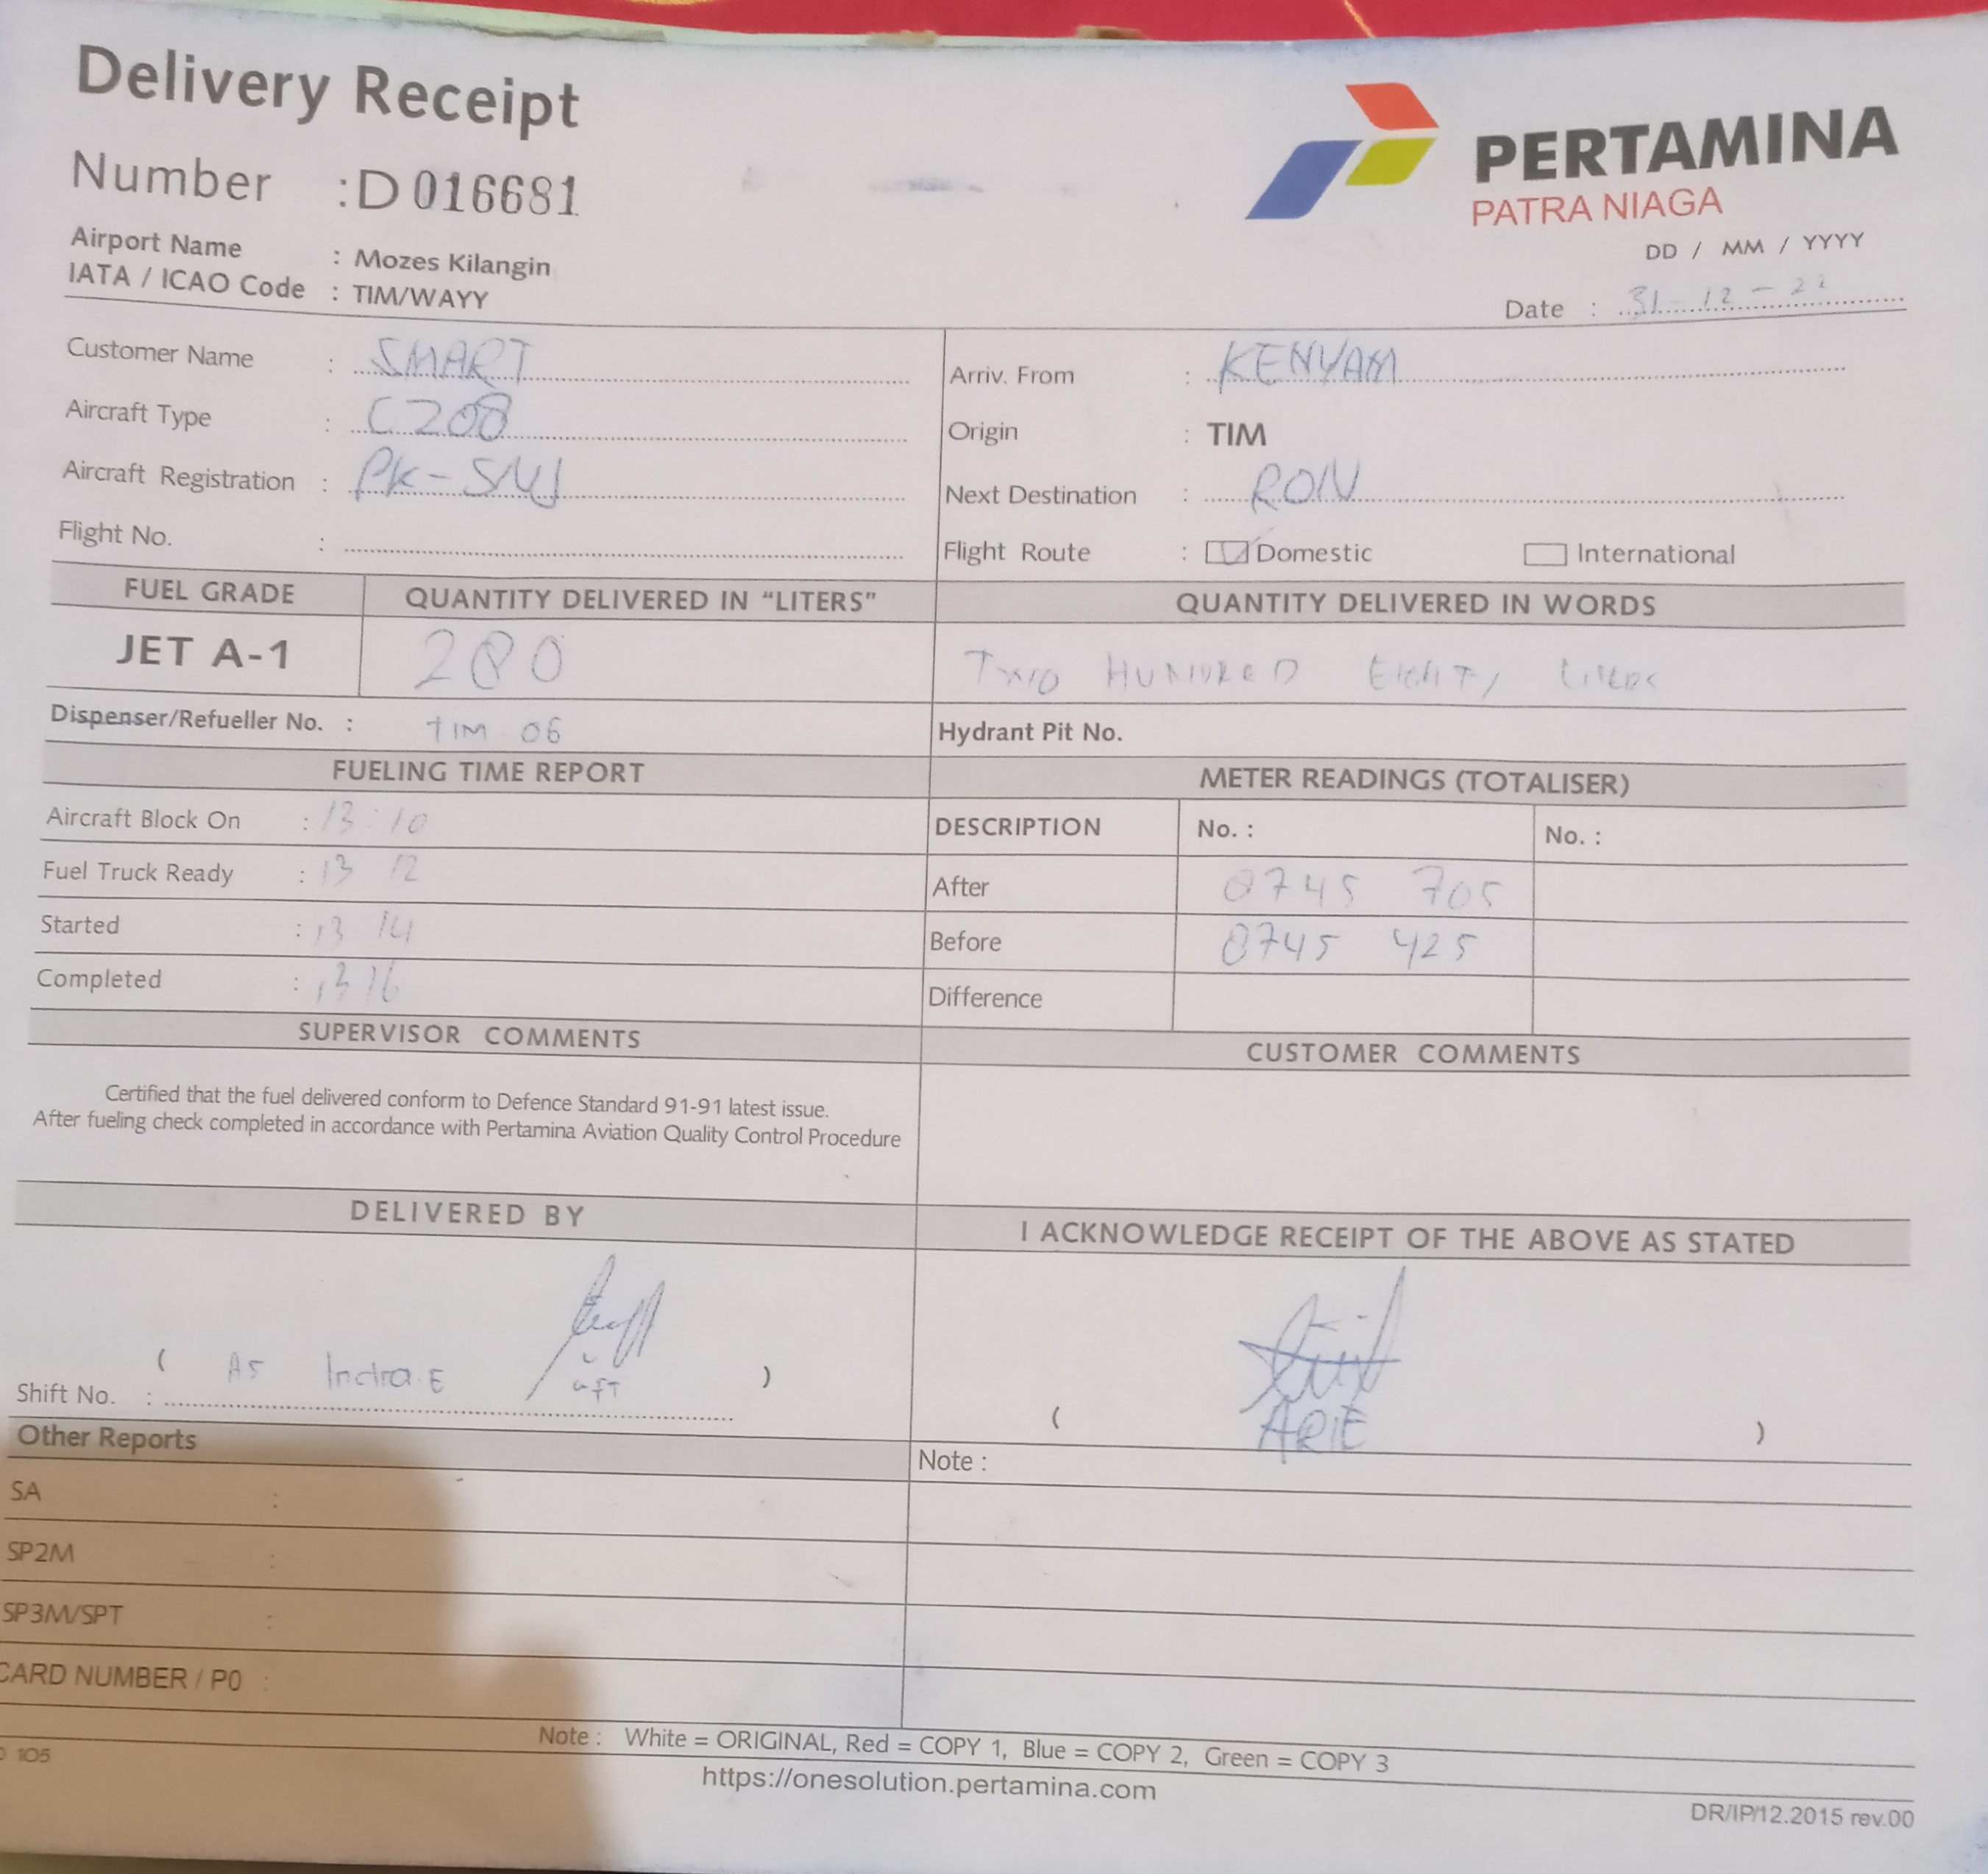 Delivery Receipt
Number : D 016681
PERTAMINA
PATRA NIAGA
Airport Name : Mozes Kilangin
IATA / ICAO Code : TIM/WAYY
DD / MM / YYYY
Date : 31-12-22
Customer Name : SMART
Arriv. From : KENYAM
Aircraft Type : C208
Origin : TIM
Aircraft Registration : PK-SNJ
Next Destination : RON
Flight No. :
Flight Route : Domestic International
FUEL GRADE QUANTITY DELIVERED IN "LITERS" QUANTITY DELIVERED IN WORDS
JET A-1 280 TWO HUNDRED EIGHTY LITERS
Dispenser/Refueller No. : TIM 06 Hydrant Pit No.
FUELING TIME REPORT METER READINGS (TOTALISER)
Aircraft Block On : 13:10 DESCRIPTION No. : No. :
Fuel Truck Ready : 13 12 After 0745 705
Started : 13 14 Before 0745 425
Completed : 13 16 Difference
SUPERVISOR COMMENTS CUSTOMER COMMENTS
Certified that the fuel delivered conform to Defence Standard 91-91 latest issue.
After fueling check completed in accordance with Pertamina Aviation Quality Control Procedure
DELIVERED BY I ACKNOWLEDGE RECEIPT OF THE ABOVE AS STATED
( AS Indra.E )
Shift No. :
( ARIE )
Other Reports Note :
SA :
SP2M :
SP3M/SPT :
CARD NUMBER / P0 :
Note : White = ORIGINAL, Red = COPY 1, Blue = COPY 2, Green = COPY 3
105
https://onesolution.pertamina.com
DR/IP/12.2015 rev.00